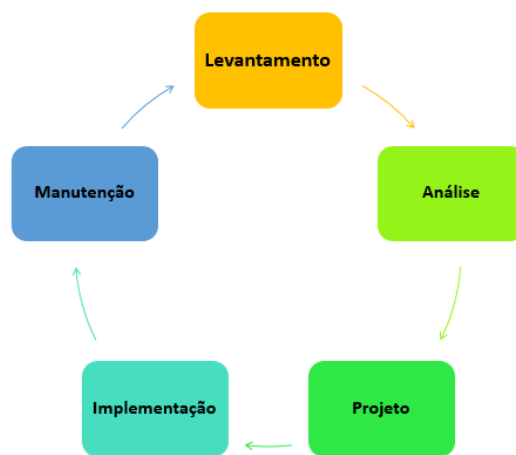 Levantamento
Análise
Projeto
Implementação
Manutenção